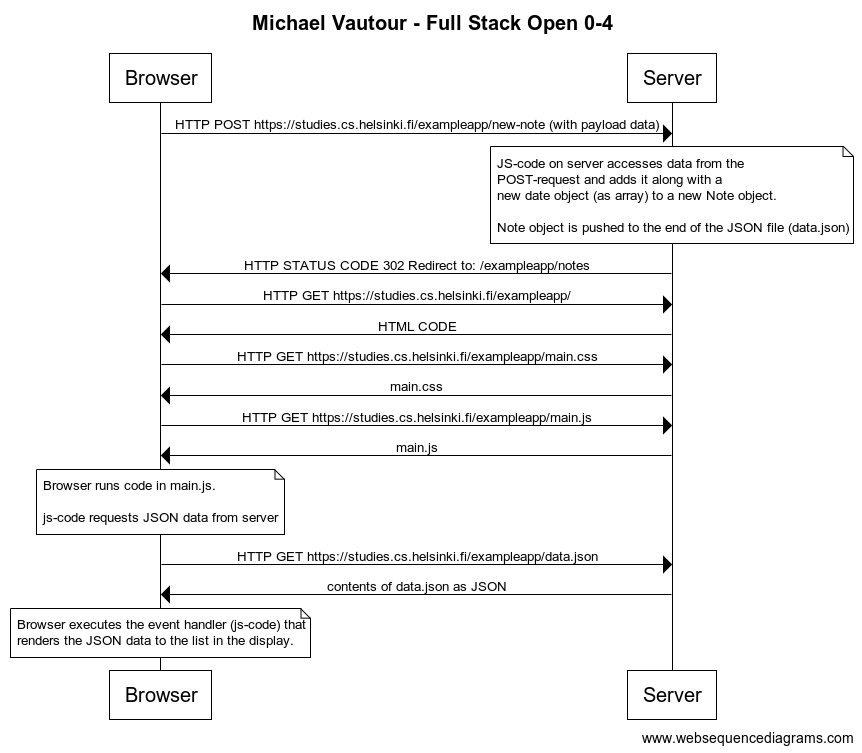 Michael Vautour - Full Stack Open 0-4
Browser
Server
HTTP POST https://studies.cs.helsinki.fi/exampleapp/new-note (with payload data)
JS-code on server accesses data from the
POST-request and adds it along with a
new date object (as array) to a new Note object.
Note object is pushed to the end of the JSON file (data.json)
HTTP STATUS CODE 302 Redirect to: /exampleapp/notes
HTTP GET https://studies.cs.helsinki.fi/exampleapp/
HTML CODE
HTTP GET https://studies.cs.helsinki.fi/exampleapp/main.css
main.css
HTTP GET https://studies.cs.helsinki.fi/exampleapp/main.js
main.js
Browser runs code in main.js.
js-code requests JSON data from server
HTTP GET https://studies.cs.helsinki.fi/exampleapp/data.json
contents of data.json as JSON
Browser executes the event handler (js-code) that
renders the JSON data to the list in the display.
Browser
Server
www.websequencediagrams.com